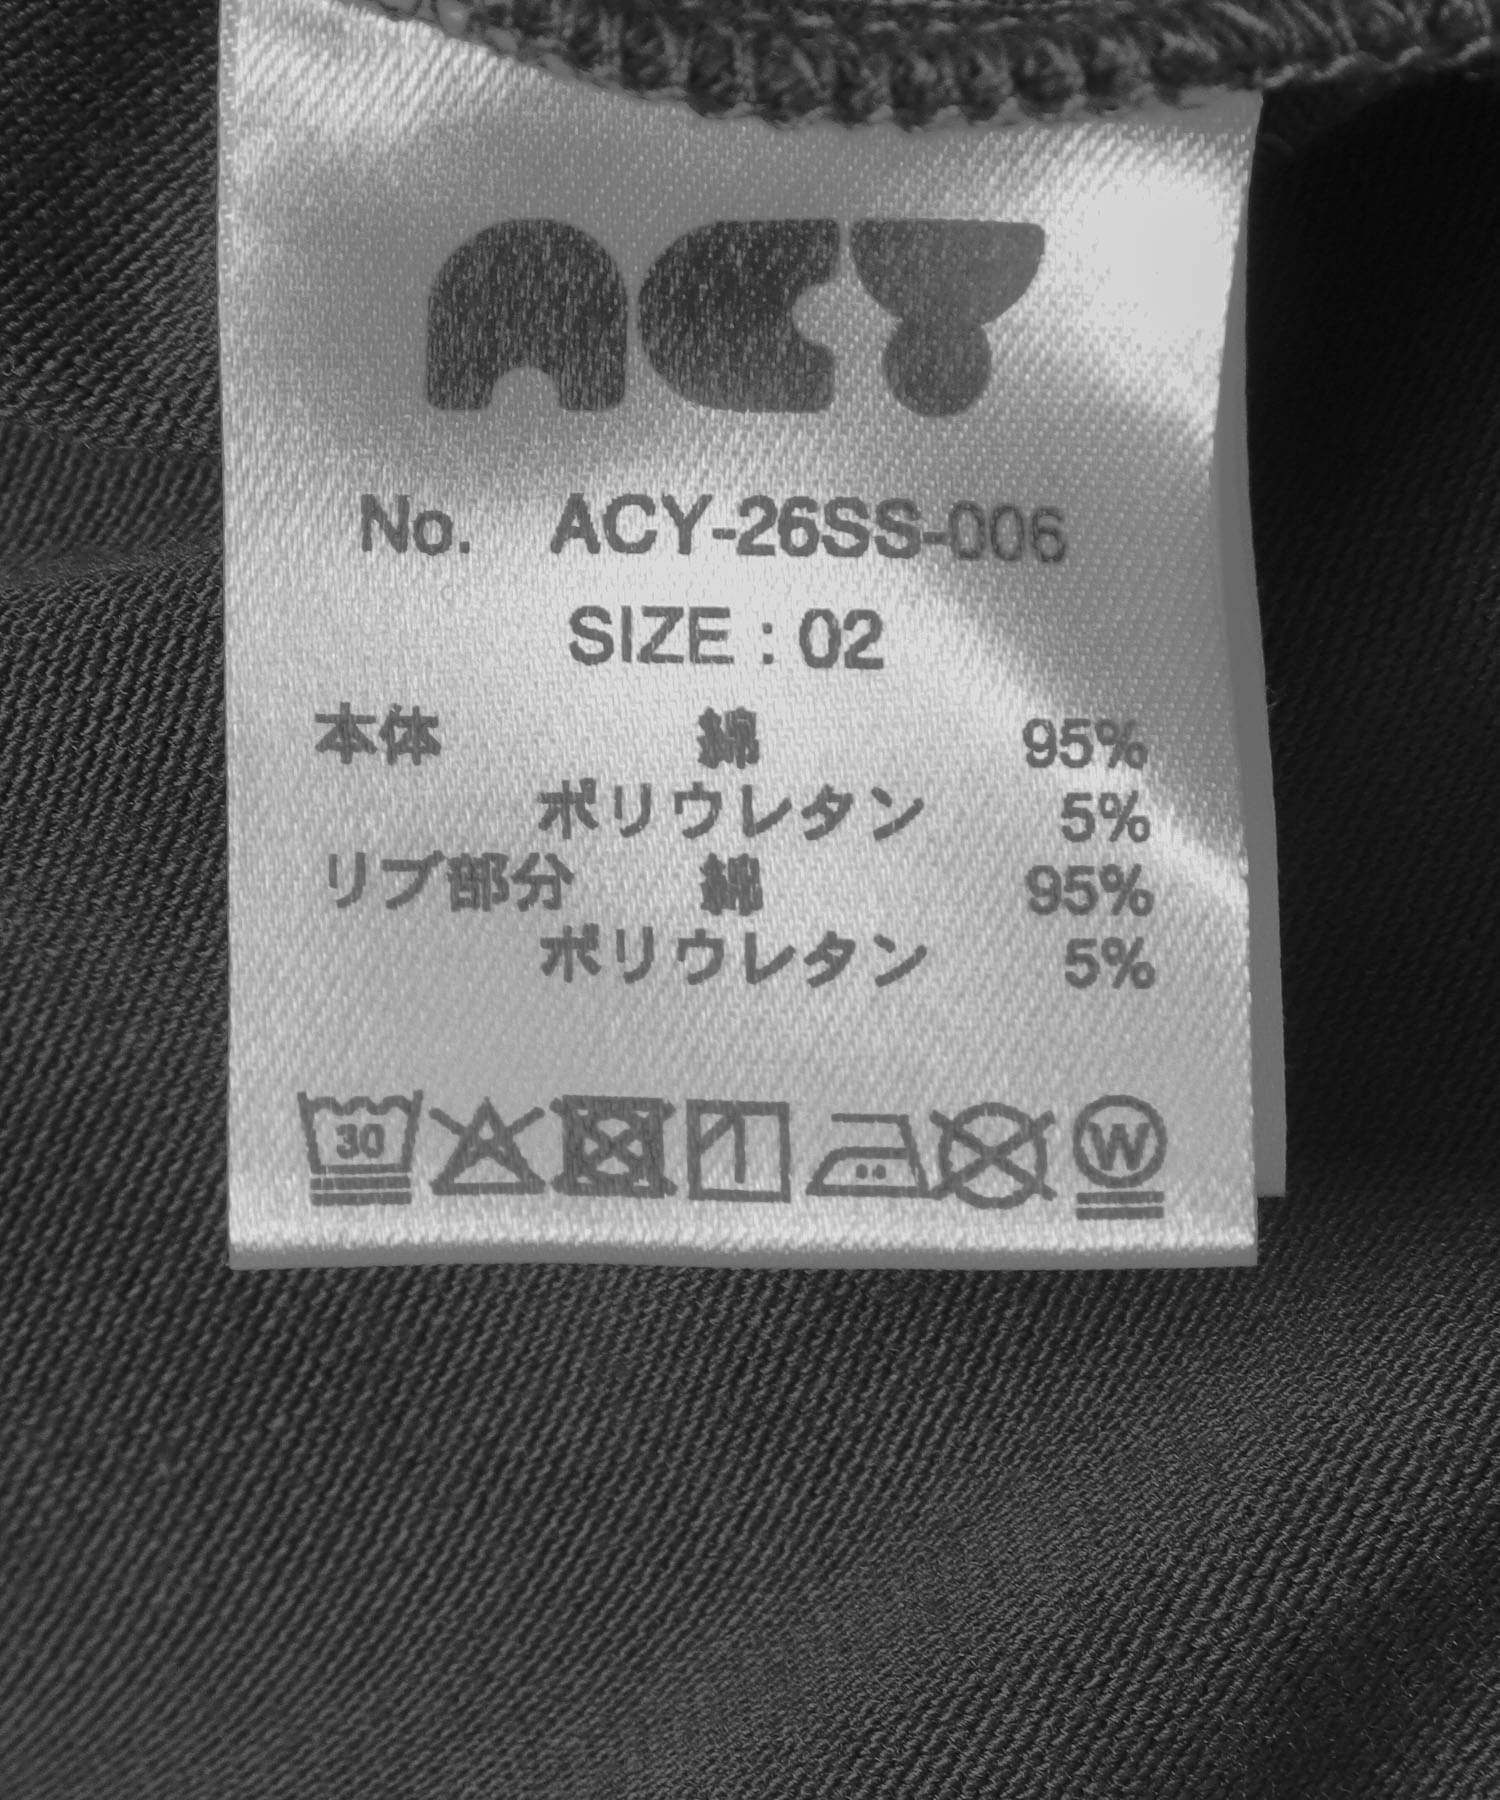 ACY
No. ACY-26SS-006
SIZE : 02
本体 綿 95%
ポリウレタン 5%
リブ部分 綿 95%
ポリウレタン 5%
30 W